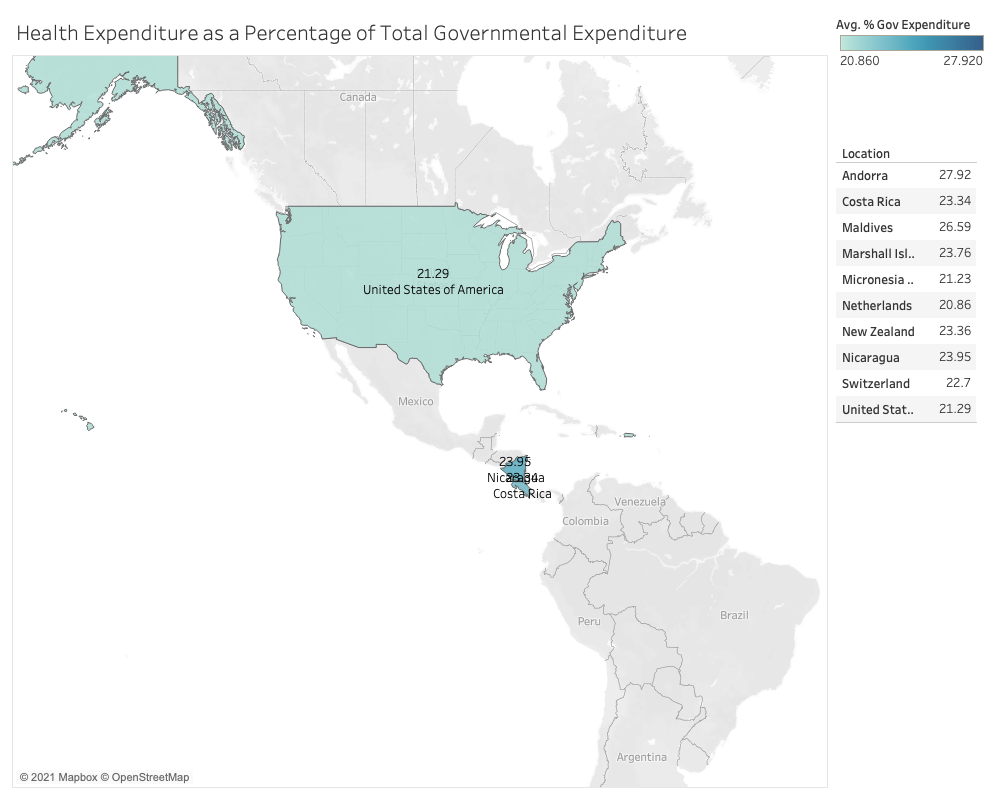 Health Expenditure as a Percentage of Total Governmental Expenditure
Avg. % Gov Expenditure
20.860 27.920
Canada
21.29
United States of America
Mexico
23.95
Nicaragua
23.34
Costa Rica
Venezuela
Colombia
Peru
Brazil
Argentina
© 2021 Mapbox © OpenStreetMap
Location
Andorra 27.92
Costa Rica 23.34
Maldives 26.59
Marshall Isl.. 23.76
Micronesia .. 21.23
Netherlands 20.86
New Zealand 23.36
Nicaragua 23.95
Switzerland 22.7
United Stat.. 21.29